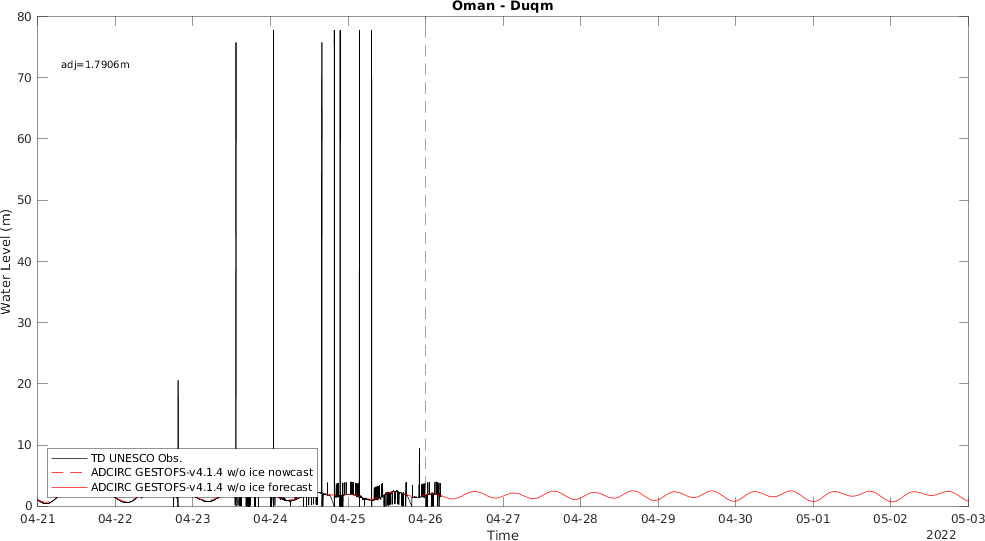 Oman - Duqm
80
adj=1.7906m
70
60
50
40
30
20
10
0
Water Level (m)
TD UNESCO Obs.
ADCIRC GESTOFS-v4.1.4 w/o ice nowcast
ADCIRC GESTOFS-v4.1.4 w/o ice forecast
04-21 04-22 04-23 04-24 04-25 04-26 04-27 04-28 04-29 04-30 05-01 05-02 05-03
Time
2022